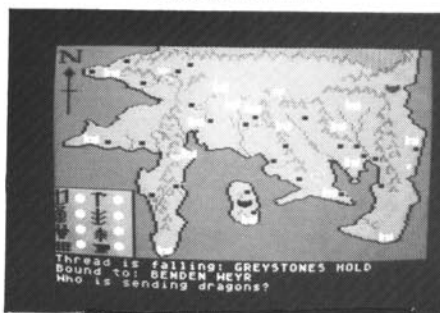 N
Thread is falling: GREYSTONES HOLD
Bound to: BENDEN WEYR
Who is sending dragons?